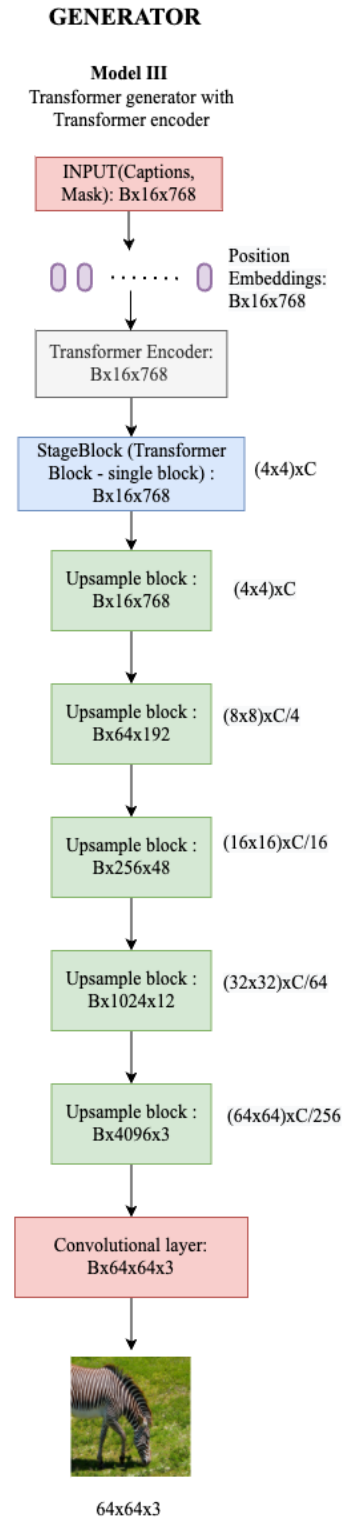 GENERATOR
Model III
Transformer generator with
Transformer encoder
INPUT(Captions,
Mask): Bx16x768
Position
Embeddings:
Bx16x768
Transformer Encoder:
Bx16x768
StageBlock (Transformer
Block - single block) :
Bx16x768
(4x4)xC
Upsample block :
Bx16x768
(4x4)xC
Upsample block :
Bx64x192
(8x8)xC/4
Upsample block :
Bx256x48
(16x16)xC/16
Upsample block :
Bx1024x12
(32x32)xC/64
Upsample block :
Bx4096x3
(64x64)xC/256
Convolutional layer:
Bx64x64x3
64x64x3